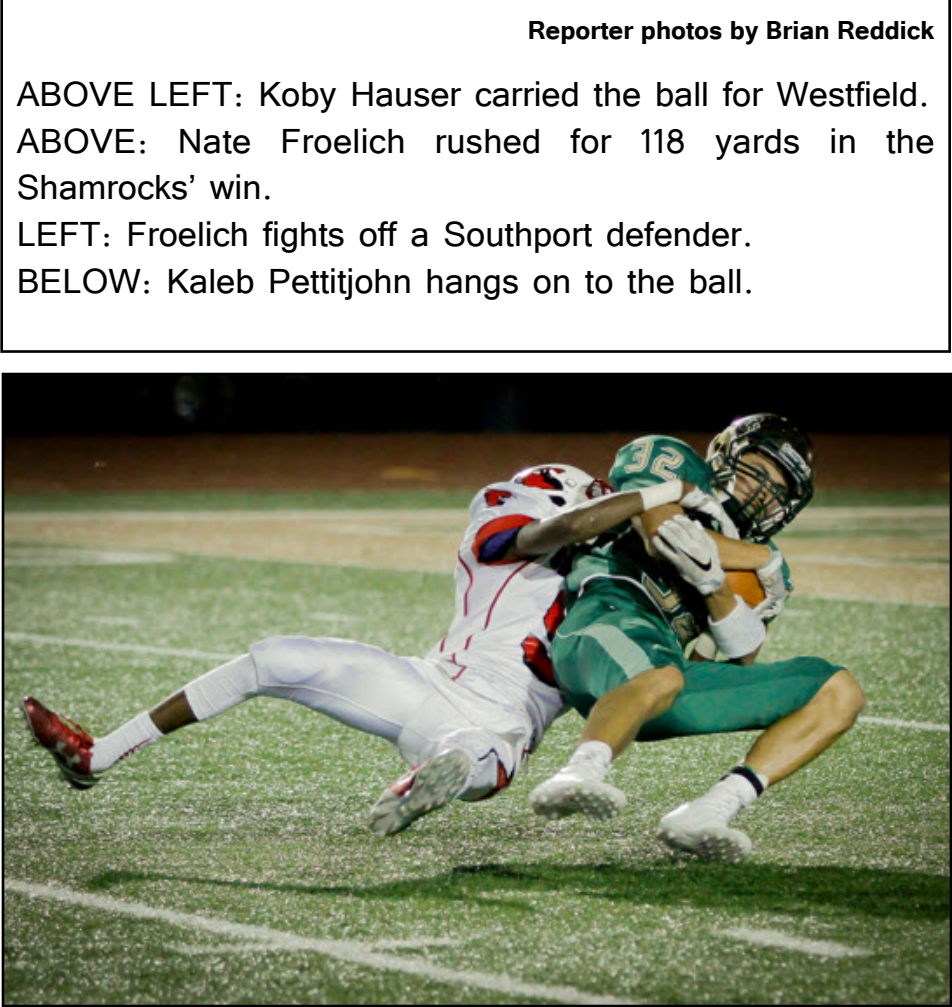 Reporter photos by Brian Reddick
ABOVE LEFT: Koby Hauser carried the ball for Westfield.
ABOVE: Nate Froelich rushed for 118 yards in the
Shamrocks’ win.
LEFT: Froelich fights off a Southport defender.
BELOW: Kaleb Pettitjohn hangs on to the ball.
32